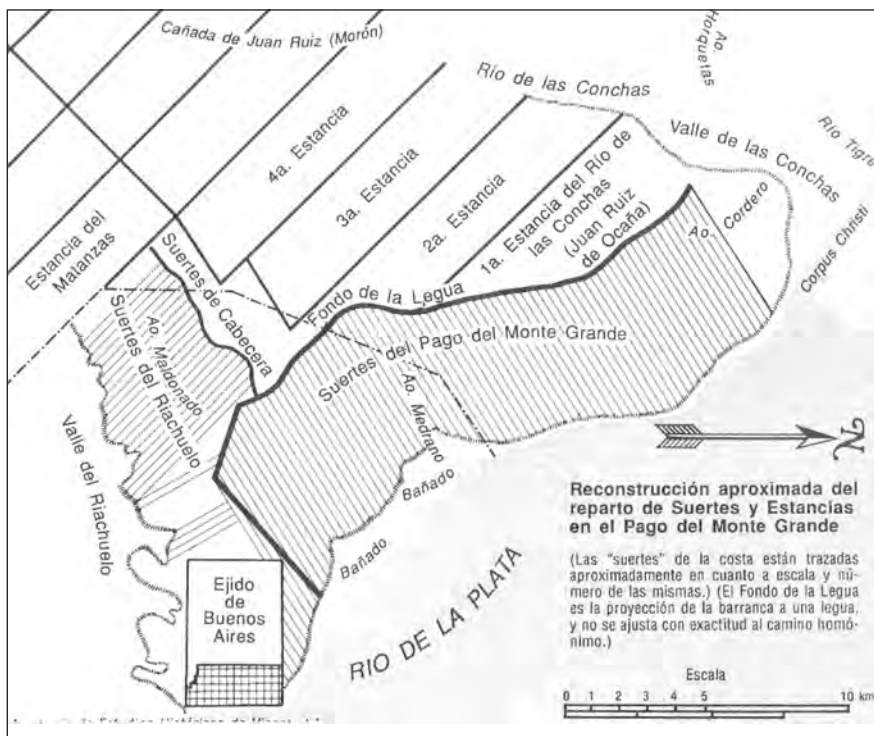 Cañada de Juan Ruiz (Morón)
Ao.
Horquetas
Río de las Conchas
Valle de las Conchas
Río Tigre
4a. Estancia
3a. Estancia
2a. Estancia
1a. Estancia del Río de
las Conchas
(Juan Ruiz
de Ocaña)
Ao. Cordero
Corpus Christi
Estancia del
Matanzas
Suertes de Cabecera
Fondo de la Legua
Suertes del Pago del Monte Grande
Ao. Maldonado
Suertes del Riachuelo
Ao. Medrano
Valle del Riachuelo
Bañado
Bañado
RIO DE LA PLATA
Ejido
de
Buenos
Aires
N
Reconstrucción aproximada del
reparto de Suertes y Estancias
en el Pago del Monte Grande
(Las "suertes" de la costa están trazadas
aproximadamente en cuanto a escala y nú-
mero de las mismas.) (El Fondo de la Legua
es la proyección de la barranca a una legua,
y no se ajusta con exactitud al camino homó-
nimo.)
Escala
0 1 2 3 4 5 10 km